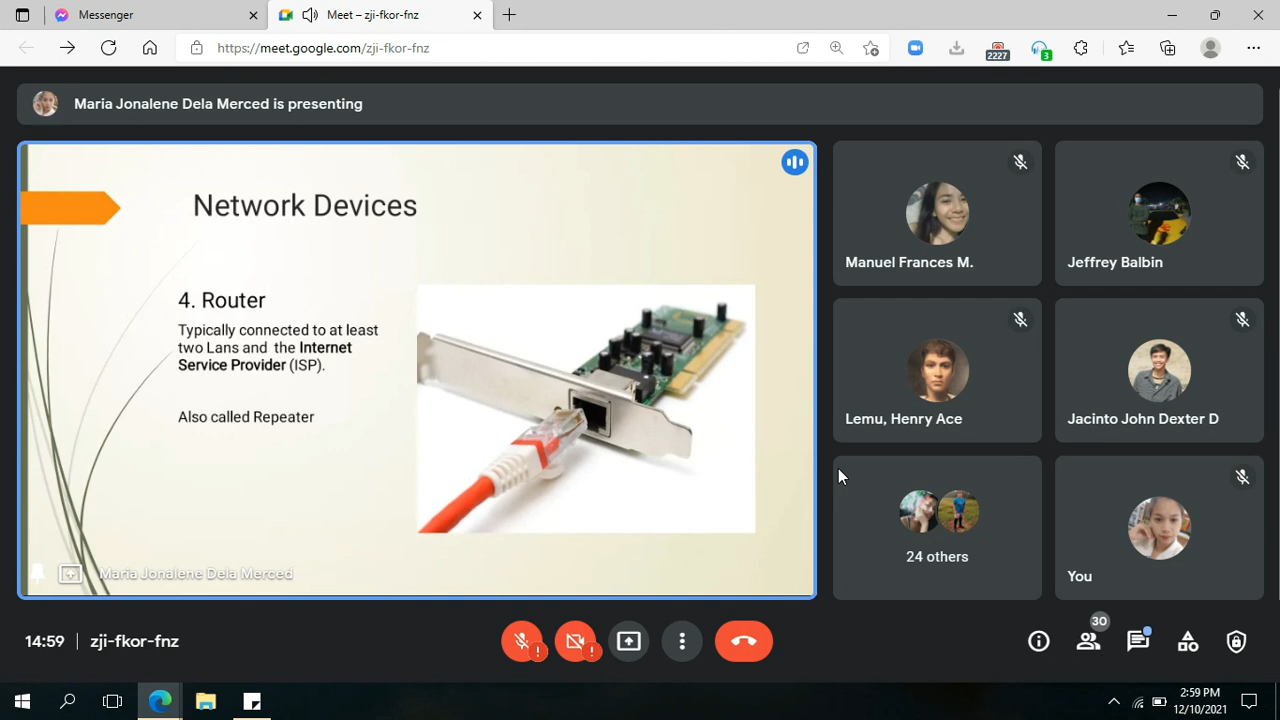 Messenger
Meet – zji-fkor-fnz
https://meet.google.com/zji-fkor-fnz
2227
3
Maria Jonalene Dela Merced is presenting
Network Devices
4. Router
Typically connected to at least
two Lans and the Internet
Service Provider (ISP).
Also called Repeater
Maria Jonalene Dela Merced
Manuel Frances M.
Jeffrey Balbin
Lemu, Henry Ace
Jacinto John Dexter D
24 others
You
14:59 | zji-fkor-fnz
30
2:59 PM
12/10/2021